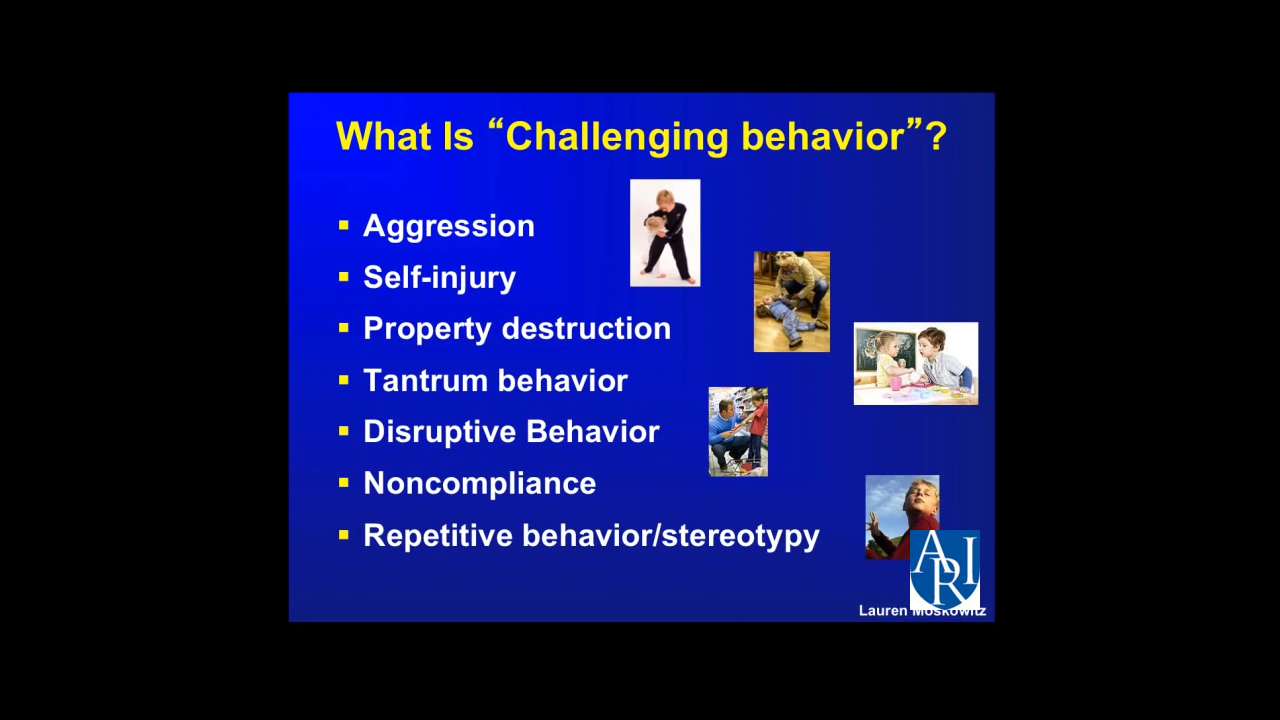 What Is “Challenging behavior”?
Aggression
Self-injury
Property destruction
Tantrum behavior
Disruptive Behavior
Noncompliance
Repetitive behavior/stereotypy
ARI
Lauren Moskowitz